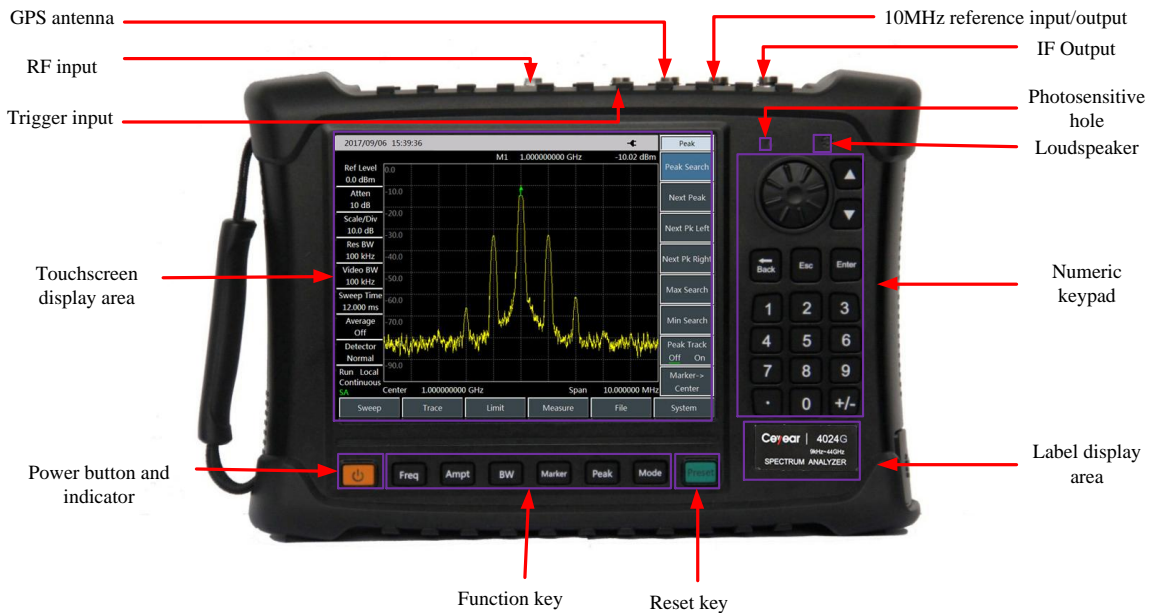 GPS antenna
10MHz reference input/output
RF input
IF Output
Trigger input
Photosensitive
hole
Loudspeaker
2017/09/06 15:39:36
Peak
M1 1.000000000 GHz -10.02 dBm
Ref Level
0.0 dBm
Atten
10 dB
Scale/Div
10.0 dB
Res BW
100 kHz
Video BW
100 kHz
Sweep Time
12.000 ms
Average
Off
Detector
Normal
Run Local
Continuous
SA
0.0
-10.0
-20.0
-30.0
-40.0
-50.0
-60.0
-70.0
-90.0
Center 1.000000000 GHz Span 10.000000 MHz
Peak Search
Next Peak
Next Pk Left
Next Pk Right
Max Search
Min Search
Peak Track
Off On
Marker->
Center
Sweep Trace Limit Measure File System
Touchscreen
display area
Back Esc Enter
1 2 3
4 5 6
7 8 9
. 0 +/-
Numeric
keypad
Ceyear | 4024G
9kHz~44GHz
SPECTRUM ANALYZER
Label display
area
Power button and
indicator
Freq Ampt BW Marker Peak Mode Preset
Function key
Reset key